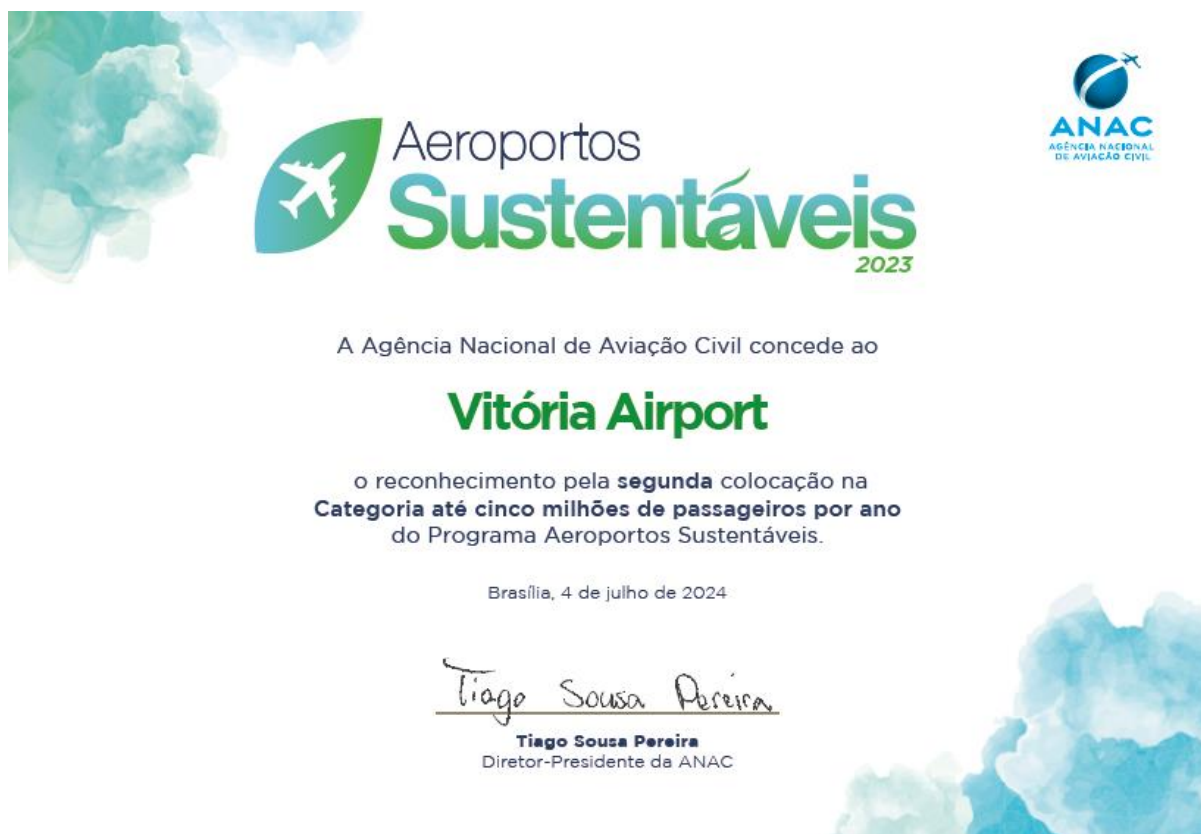 Aeroportos
Sustentáveis
2023
ANAC
AGÊNCIA NACIONAL
DE AVIAÇÃO CIVIL
A Agência Nacional de Aviação Civil concede ao
Vitória Airport
o reconhecimento pela segunda colocação na
Categoria até cinco milhões de passageiros por ano
do Programa Aeroportos Sustentáveis.
Brasília, 4 de julho de 2024
Tiago Sousa Pereira
Tiago Sousa Pereira
Diretor-Presidente da ANAC